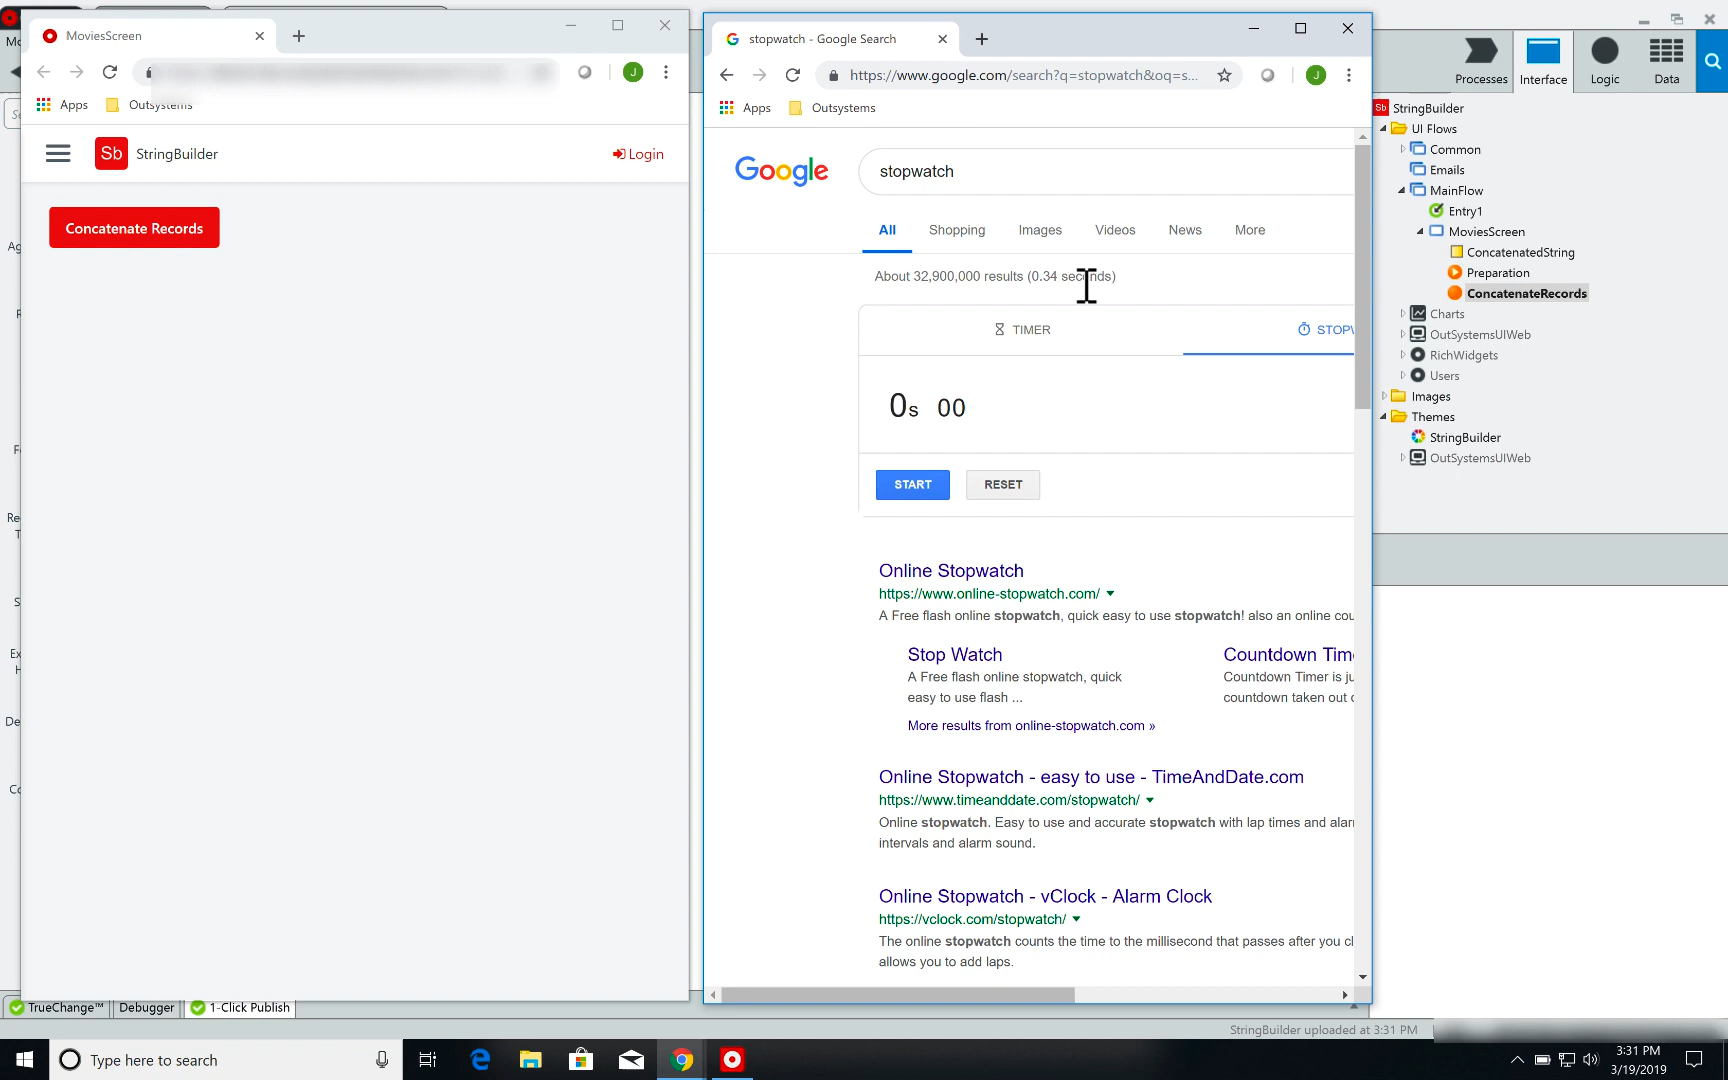 MoviesScreen
Apps
Outsystems
Sb StringBuilder
Login
Concatenate Records
stopwatch - Google Search
https://www.google.com/search?q=stopwatch&oq=s...
J
J
Apps
Outsystems
Google
stopwatch
All Shopping Images Videos News More
About 32,900,000 results (0.34 seconds)
TIMER
0s 00
START RESET
Online Stopwatch
https://www.online-stopwatch.com/
A Free flash online stopwatch, quick easy to use stopwatch! also an online cou
Stop Watch
A Free flash online stopwatch, quick
easy to use flash ...
Countdown Tim
Countdown Timer is ju
countdown taken out o
More results from online-stopwatch.com »
Online Stopwatch - easy to use - TimeAndDate.com
https://www.timeanddate.com/stopwatch/
Online stopwatch. Easy to use and accurate stopwatch with lap times and alarm
intervals and alarm sound.
Online Stopwatch - vClock - Alarm Clock
https://vclock.com/stopwatch/
The online stopwatch counts the time to the millisecond that passes after you cl
allows you to add laps.
Processes Interface Logic Data
Sb StringBuilder
UI Flows
Common
Emails
MainFlow
Entry1
MoviesScreen
ConcatenatedString
Preparation
ConcatenateRecords
Charts
OutSystemsUIWeb
RichWidgets
Users
Images
Themes
StringBuilder
OutSystemsUIWeb
TrueChange™ Debugger 1-Click Publish
StringBuilder uploaded at 3:31 PM
Type here to search
3:31 PM
3/19/2019